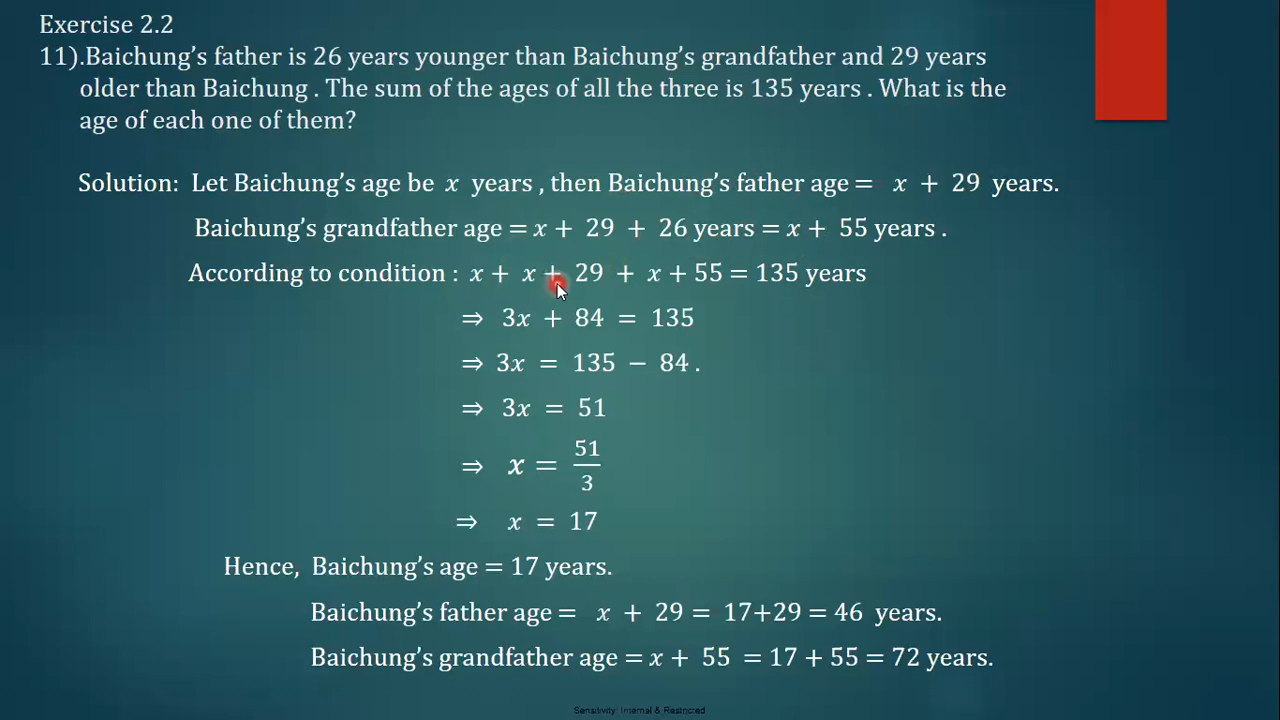 Exercise 2.2
11).Baichung’s father is 26 years younger than Baichung’s grandfather and 29 years
older than Baichung . The sum of the ages of all the three is 135 years . What is the
age of each one of them?
Solution: Let Baichung’s age be x years , then Baichung’s father age = x + 29 years.
Baichung’s grandfather age = x + 29 + 26 years = x + 55 years .
According to condition : x + x + 29 + x + 55 = 135 years
⇒ 3x + 84 = 135
⇒ 3x = 135 − 84 .
⇒ 3x = 51
⇒ x = 51/3
⇒ x = 17
Hence, Baichung’s age = 17 years.
Baichung’s father age = x + 29 = 17+29 = 46 years.
Baichung’s grandfather age = x + 55 = 17 + 55 = 72 years.
Sensitivity: Internal & Restricted